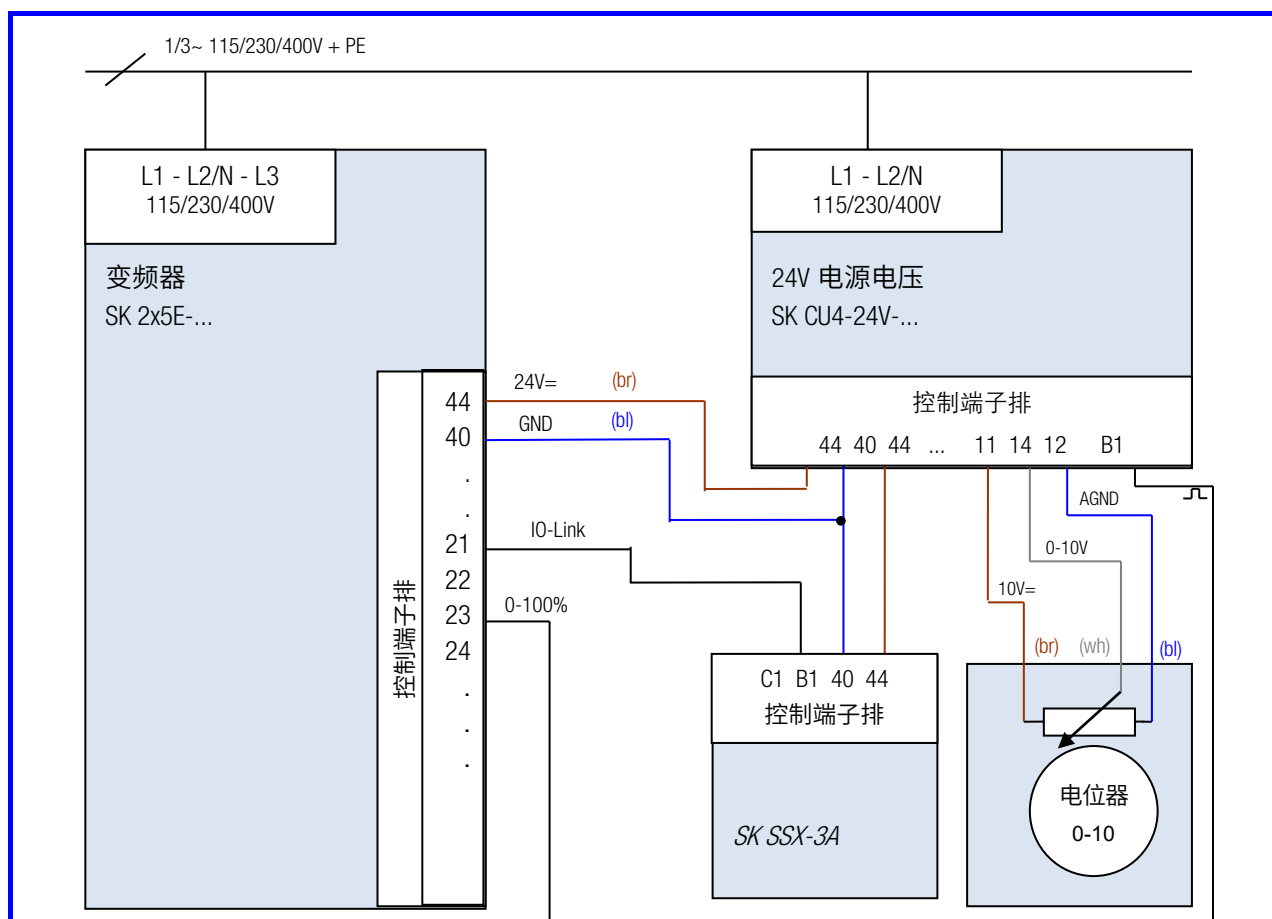 1/3~ 115/230/400V + PE
L1 - L2/N - L3
115/230/400V
变频器
SK 2x5E-...
L1 - L2/N
115/230/400V
24V 电源电压
SK CU4-24V-...
控制端子排
44 40 44 ... 11 14 12 B1
控制端子排
44
40
.
.
21
22
23
24
.
.
.
24V= (br)
GND (bl)
IO-Link
0-100%
AGND
0-10V
10V=
(br) (wh) (bl)
C1 B1 40 44
控制端子排
SK SSX-3A
电位器
0-10